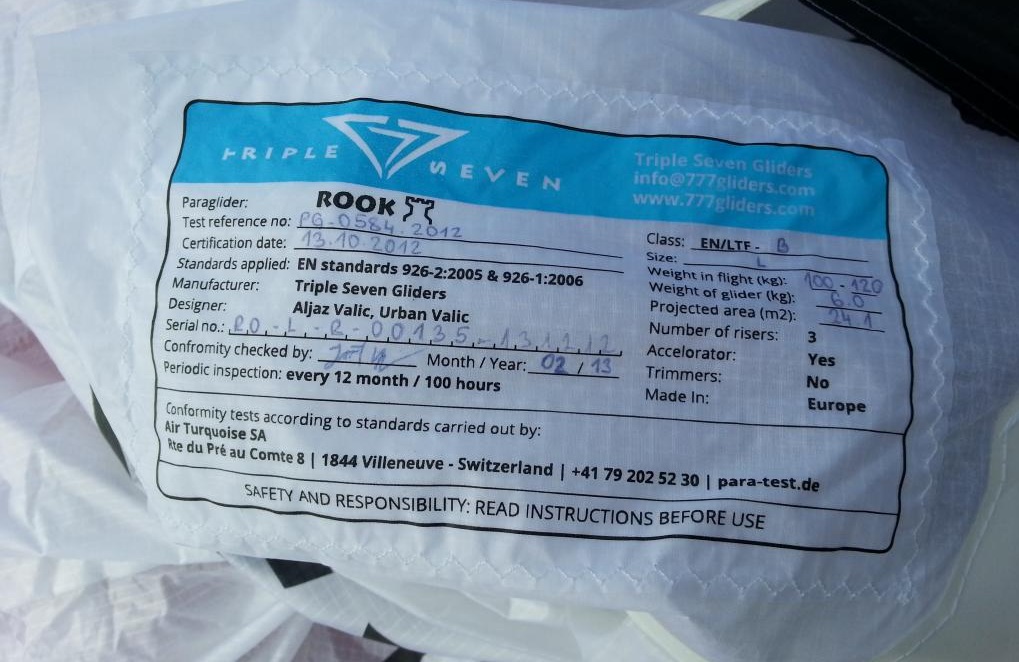 TRIPLE SEVEN
Triple Seven Gliders
info@777gliders.com
www.777gliders.com
Paraglider: ROOK
Test reference no: PG-0584.2012
Certification date: 13.10.2012
Standards applied: EN standards 926-2:2005 & 926-1:2006
Manufacturer: Triple Seven Gliders
Designer: Aljaz Valic, Urban Valic
Serial no.: RO-L-R-00135-131212
Confromity checked by: Month / Year: 02 / 13
Periodic inspection: every 12 month / 100 hours
Class: EN/LTF - B
Size: L
Weight in flight (kg): 100 - 120
Weight of glider (kg): 6.0
Projected area (m2): 24.1
Number of risers: 3
Accelorator: Yes
Trimmers: No
Made In: Europe
Conformity tests according to standards carried out by:
Air Turquoise SA
Rte du Pré au Comte 8 | 1844 Villeneuve - Switzerland | +41 79 202 52 30 | para-test.de
SAFETY AND RESPONSIBILITY: READ INSTRUCTIONS BEFORE USE